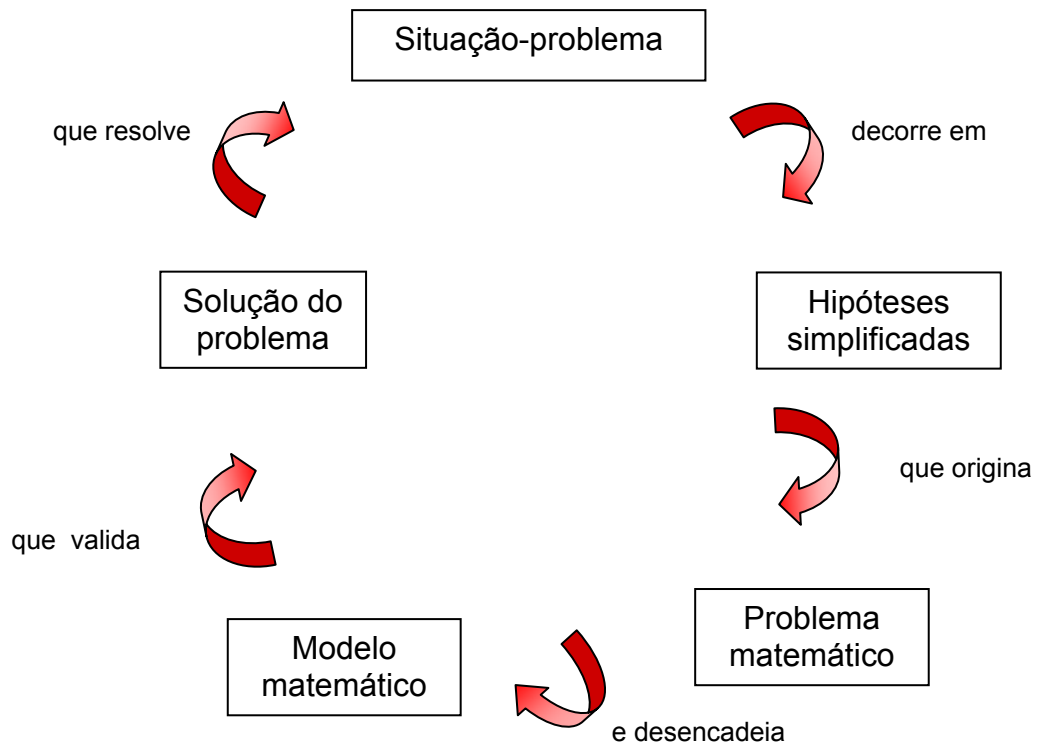 Situação-problema
que resolve
decorre em
Solução do
problema
Hipóteses
simplificadas
que origina
que  valida
Problema
matemático
Modelo
matemático
e desencadeia